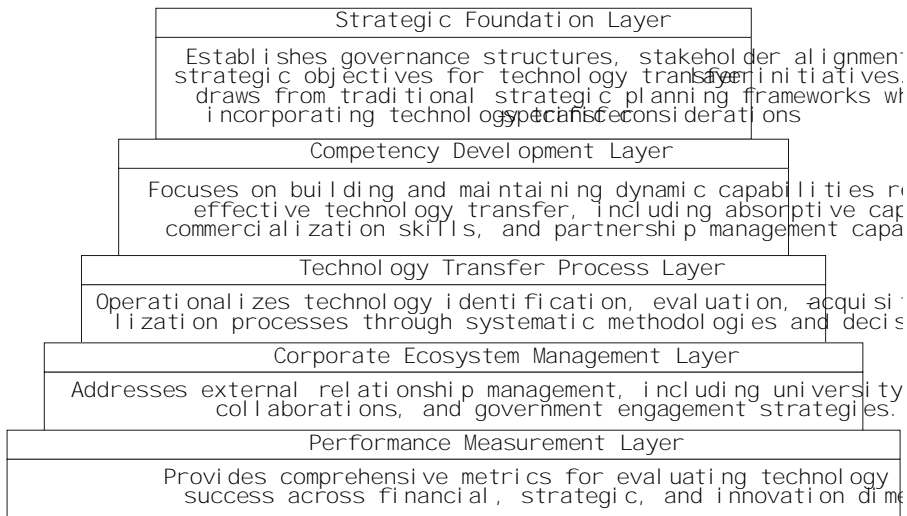 Strategic Foundation Layer
Establishes governance structures, stakeholder alignment
strategic objectives for technology transfer initiatives.
draws from traditional strategic planning frameworks wh
incorporating technology transfer considerations
Competency Development Layer
Focuses on building and maintaining dynamic capabilities re
effective technology transfer, including absorptive cap
commercialization skills, and partnership management capa
Technology Transfer Process Layer
Operationalizes technology identification, evaluation, acquisi
lization processes through systematic methodologies and decis
Corporate Ecosystem Management Layer
Addresses external relationship management, including university
collaborations, and government engagement strategies.
Performance Measurement Layer
Provides comprehensive metrics for evaluating technology
success across financial, strategic, and innovation dime